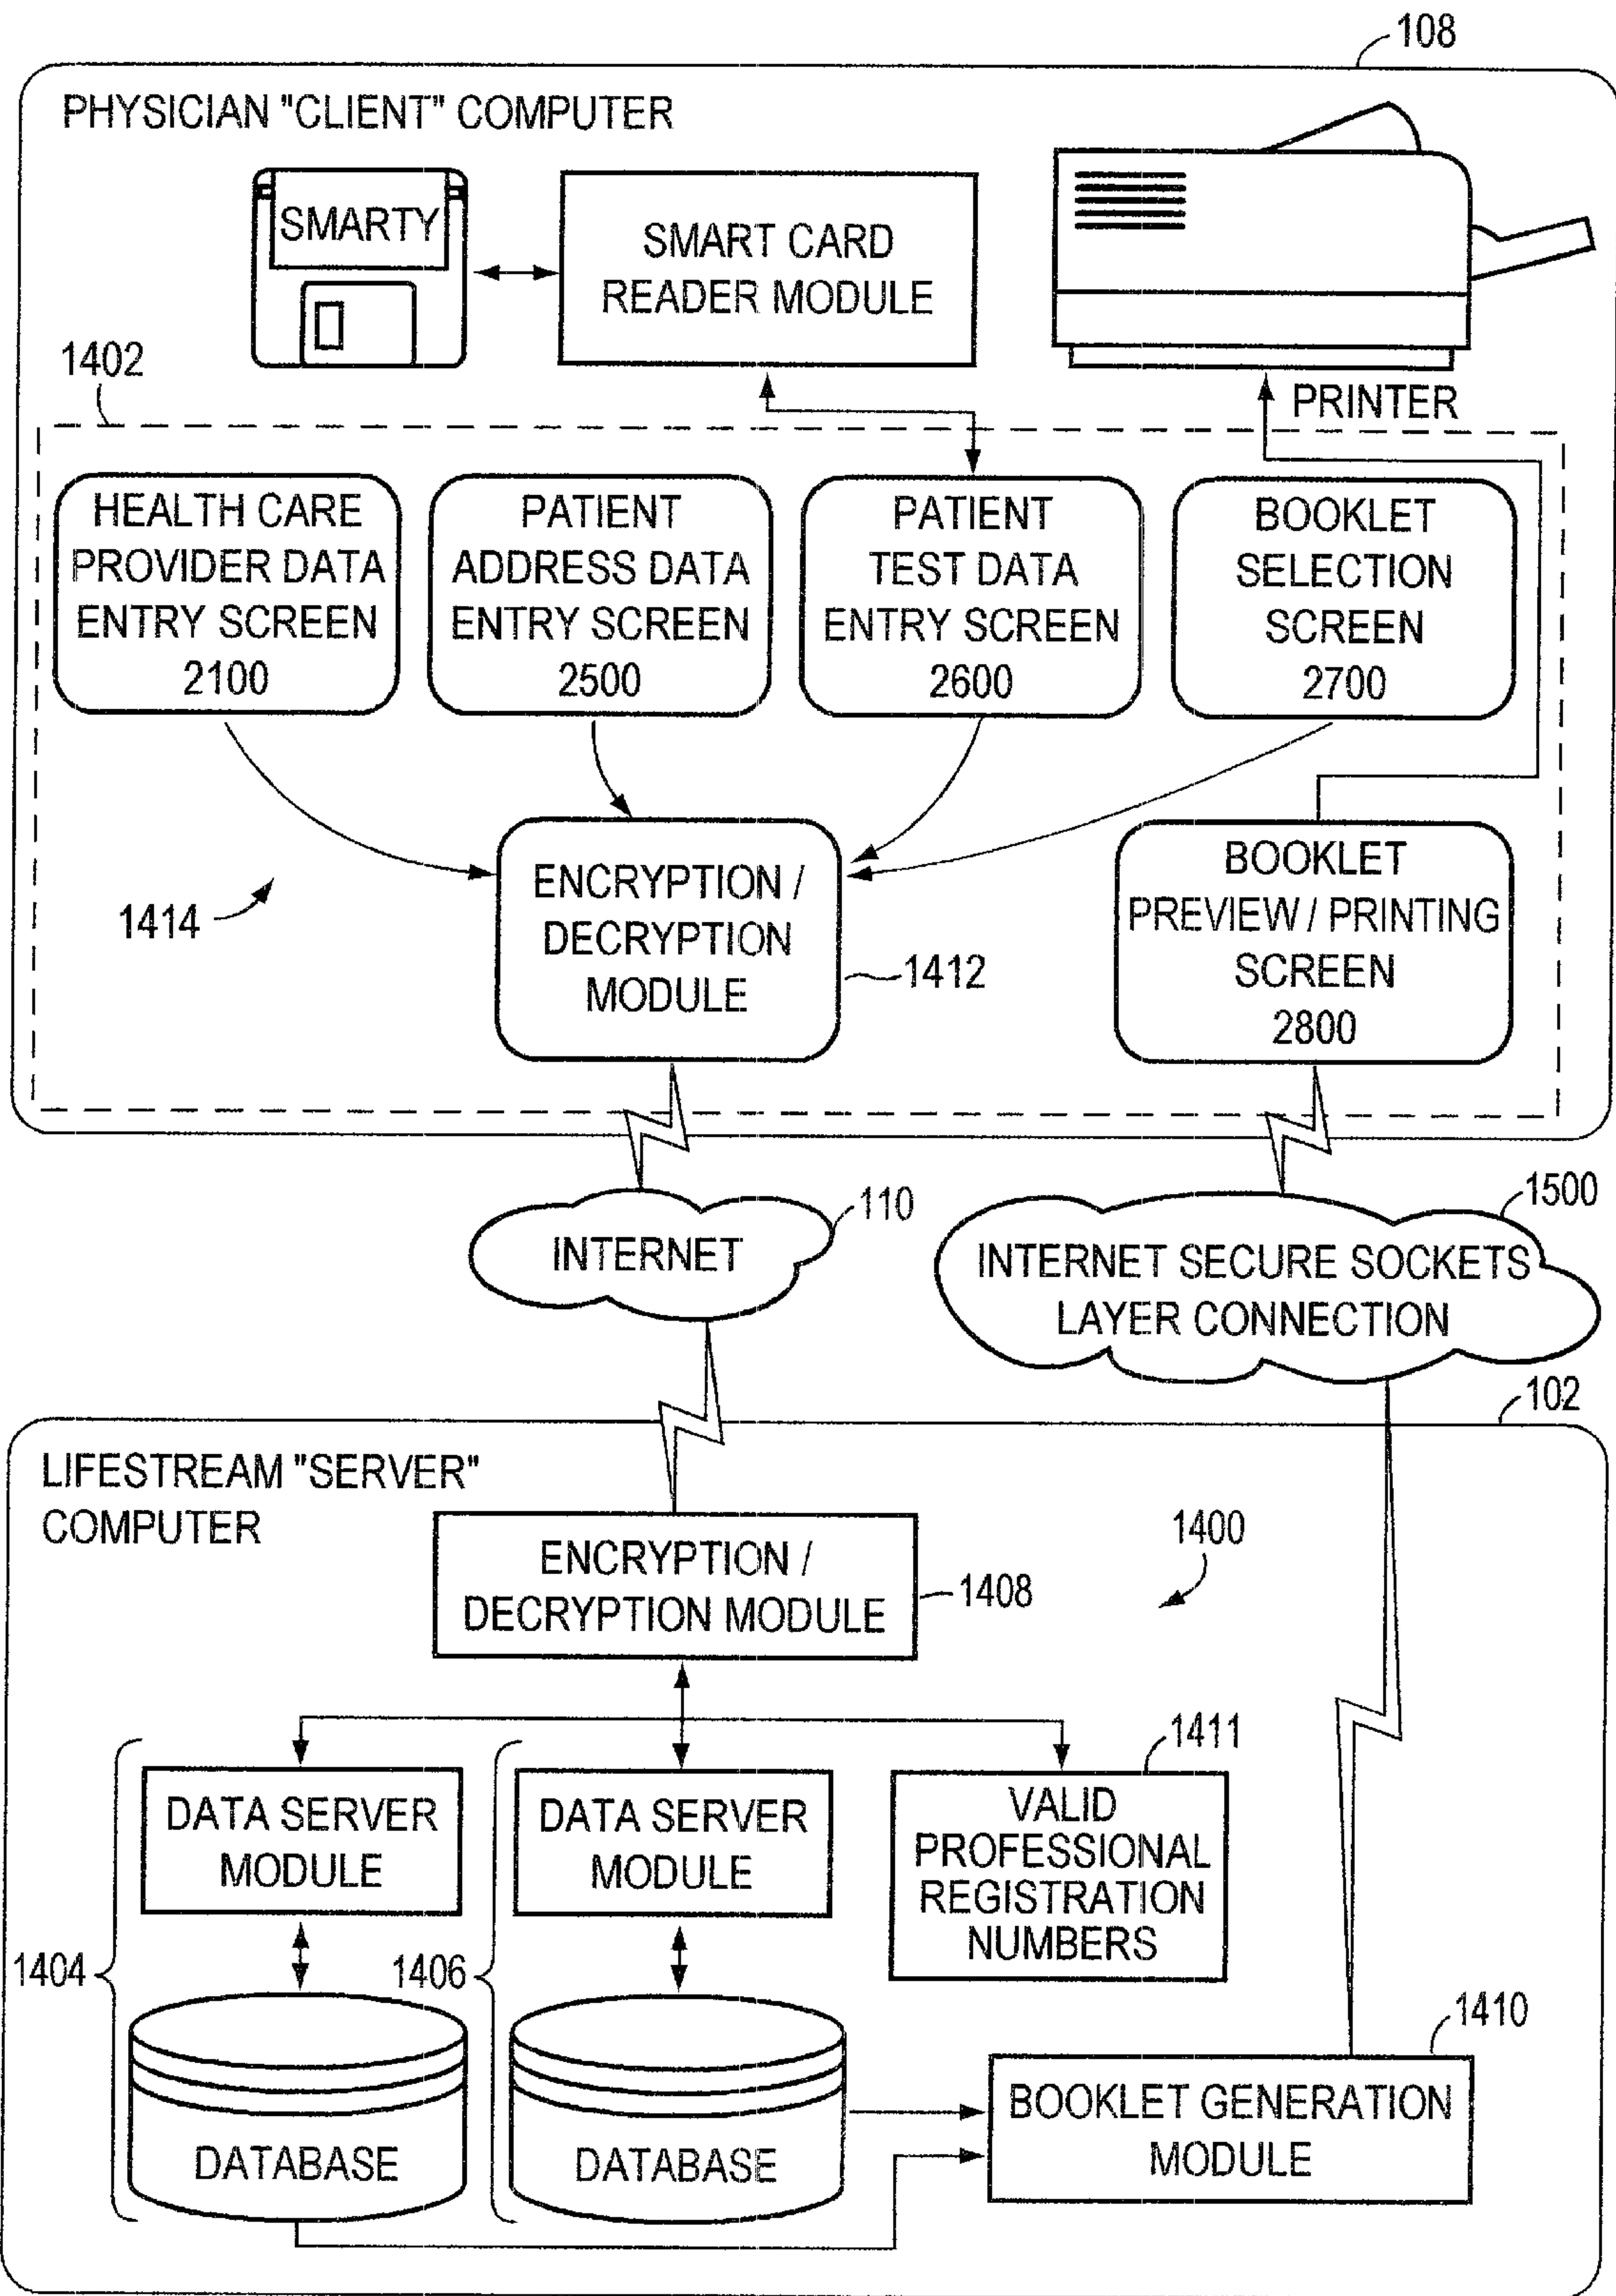 108
PHYSICIAN "CLIENT" COMPUTER
SMARTY
SMART CARD
READER MODULE
PRINTER
1402
HEALTH CARE
PROVIDER DATA
ENTRY SCREEN
2100
PATIENT
ADDRESS DATA
ENTRY SCREEN
2500
PATIENT
TEST DATA
ENTRY SCREEN
2600
BOOKLET
SELECTION
SCREEN
2700
1414
ENCRYPTION /
DECRYPTION
MODULE
1412
BOOKLET
PREVIEW / PRINTING
SCREEN
2800
INTERNET
110
INTERNET SECURE SOCKETS
LAYER CONNECTION
1500
102
LIFESTREAM "SERVER"
COMPUTER
ENCRYPTION /
DECRYPTION MODULE
1408
1400
DATA SERVER
MODULE
DATA SERVER
MODULE
1411
VALID
PROFESSIONAL
REGISTRATION
NUMBERS
1404
1406
DATABASE
DATABASE
1410
BOOKLET GENERATION
MODULE